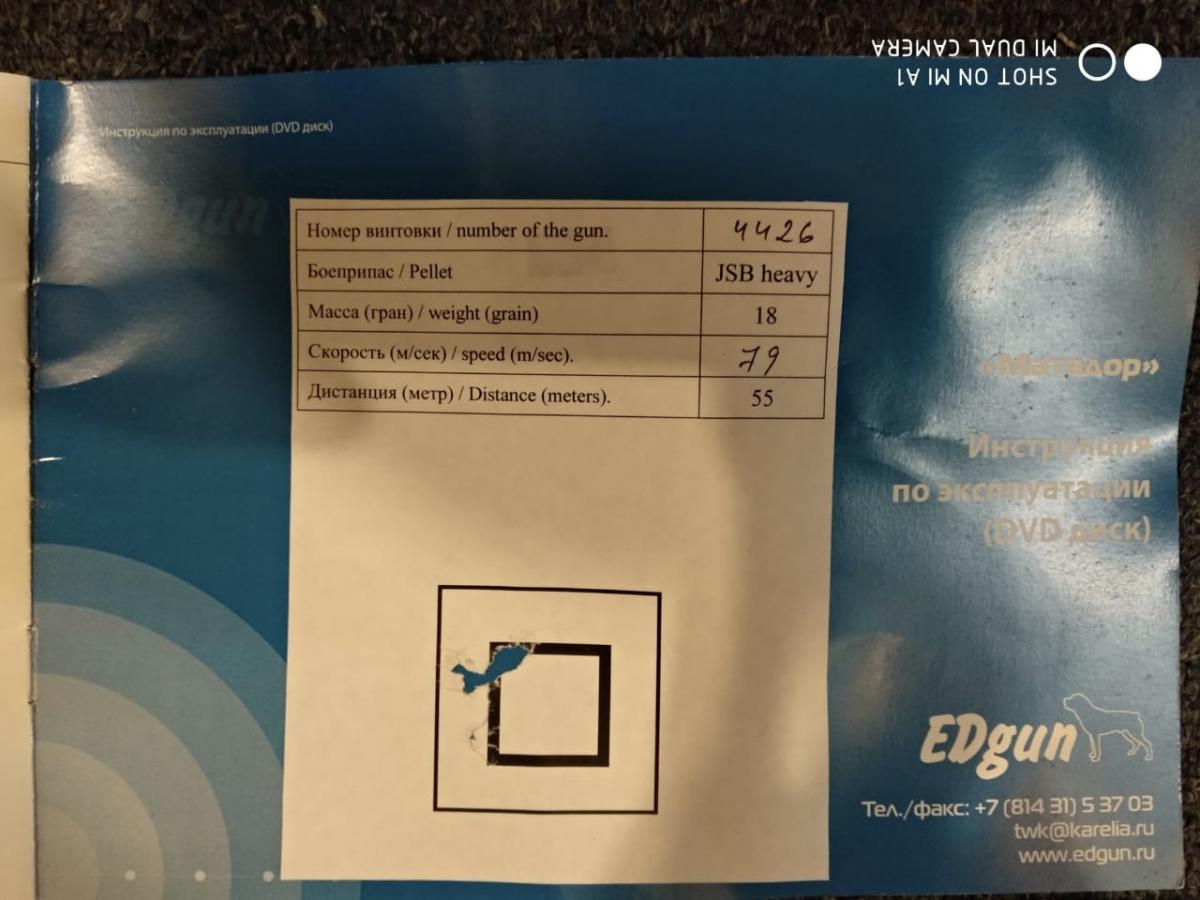 SHOT ON MI A1
MI DUAL CAMERA
Инструкция по эксплуатации (DVD диск)
Номер винтовки / number of the gun. 4426
Боеприпас / Pellet JSB heavy
Масса (гран) / weight (grain) 18
Скорость (м/сек) / speed (m/sec). 279
Дистанция (метр) / Distance (meters). 55
«Матадор»
Инструкция
по эксплуатации
(DVD диск)
EDgun
Тел./факс: +7 (814 31) 5 37 03
twk@karelia.ru
www.edgun.ru